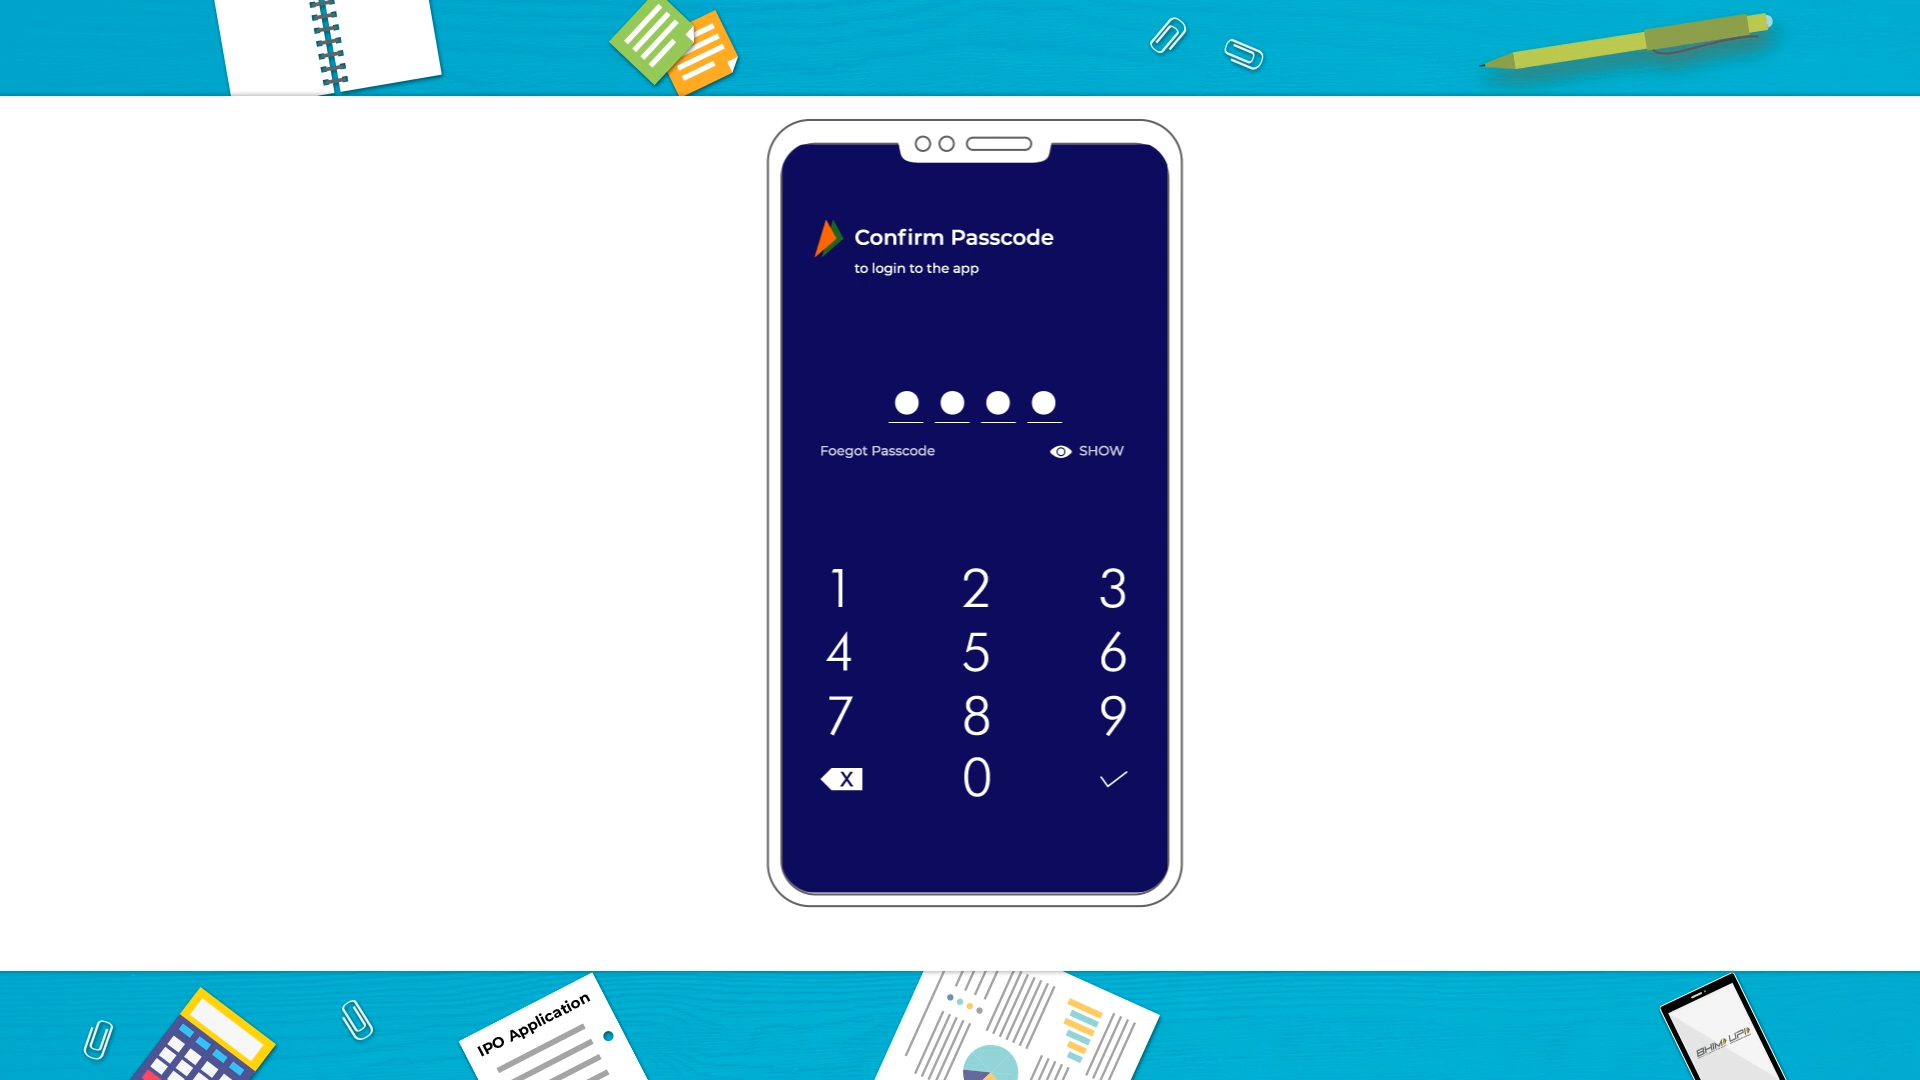 Confirm Passcode
to login to the app
Foegot Passcode
SHOW
1 2 3
4 5 6
7 8 9
X 0
IPO Application
BHIM UPI